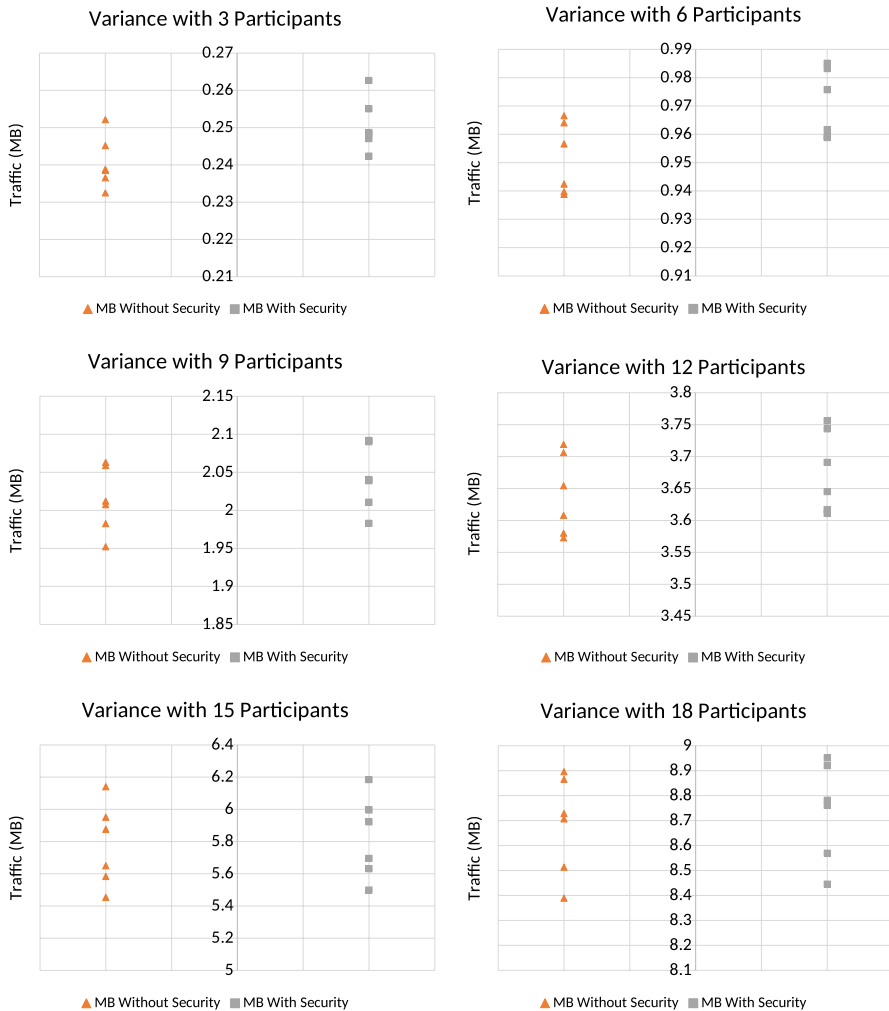 Variance with 3 Participants
Traffic (MB)
0.27
0.26
0.25
0.24
0.23
0.22
0.21
MB Without Security MB With Security
Variance with 6 Participants
Traffic (MB)
0.99
0.98
0.97
0.96
0.95
0.94
0.93
0.92
0.91
MB Without Security MB With Security
Variance with 9 Participants
Traffic (MB)
2.15
2.1
2.05
2
1.95
1.9
1.85
MB Without Security MB With Security
Variance with 12 Participants
Traffic (MB)
3.8
3.75
3.7
3.65
3.6
3.55
3.5
3.45
MB Without Security MB With Security
Variance with 15 Participants
Traffic (MB)
6.4
6.2
6
5.8
5.6
5.4
5.2
5
MB Without Security MB With Security
Variance with 18 Participants
Traffic (MB)
9
8.9
8.8
8.7
8.6
8.5
8.4
8.3
8.2
8.1
MB Without Security MB With Security